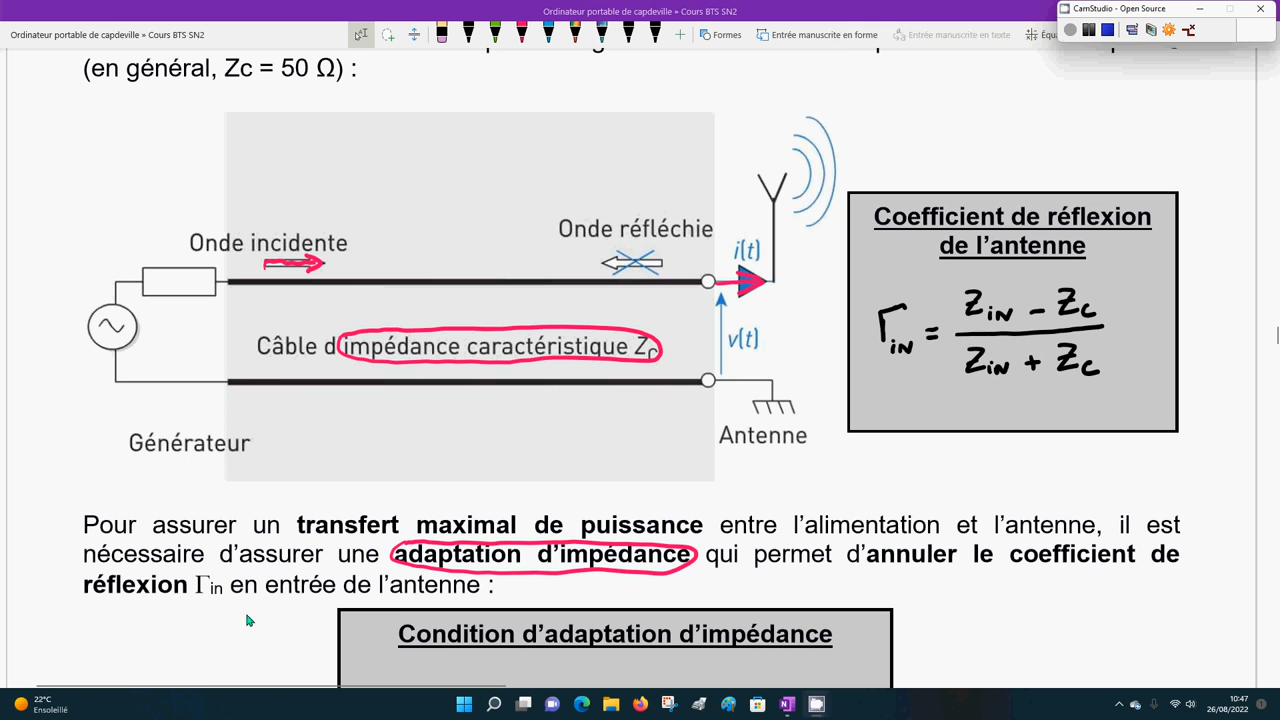 Ordinateur portable de capdeville » Cours BTS SN2
CamStudio - Open Source
Ordinateur portable de capdeville » Cours BTS SN2
Formes
Entrée manuscrite en forme
Entrée manuscrite en texte
(en général, Zc = 50 Ω) :
Onde incidente
Onde réfléchie
i(t)
Câble d'impédance caractéristique Zc
v(t)
Générateur
Antenne
Coefficient de réflexion
de l'antenne
Γin = Zin - Zc
Zin + Zc
Pour assurer un transfert maximal de puissance entre l'alimentation et l'antenne, il est
nécessaire d'assurer une adaptation d'impédance qui permet d'annuler le coefficient de
réflexion Γin en entrée de l'antenne :
Condition d'adaptation d'impédance
22°C
Ensoleillé
10:47
26/08/2022